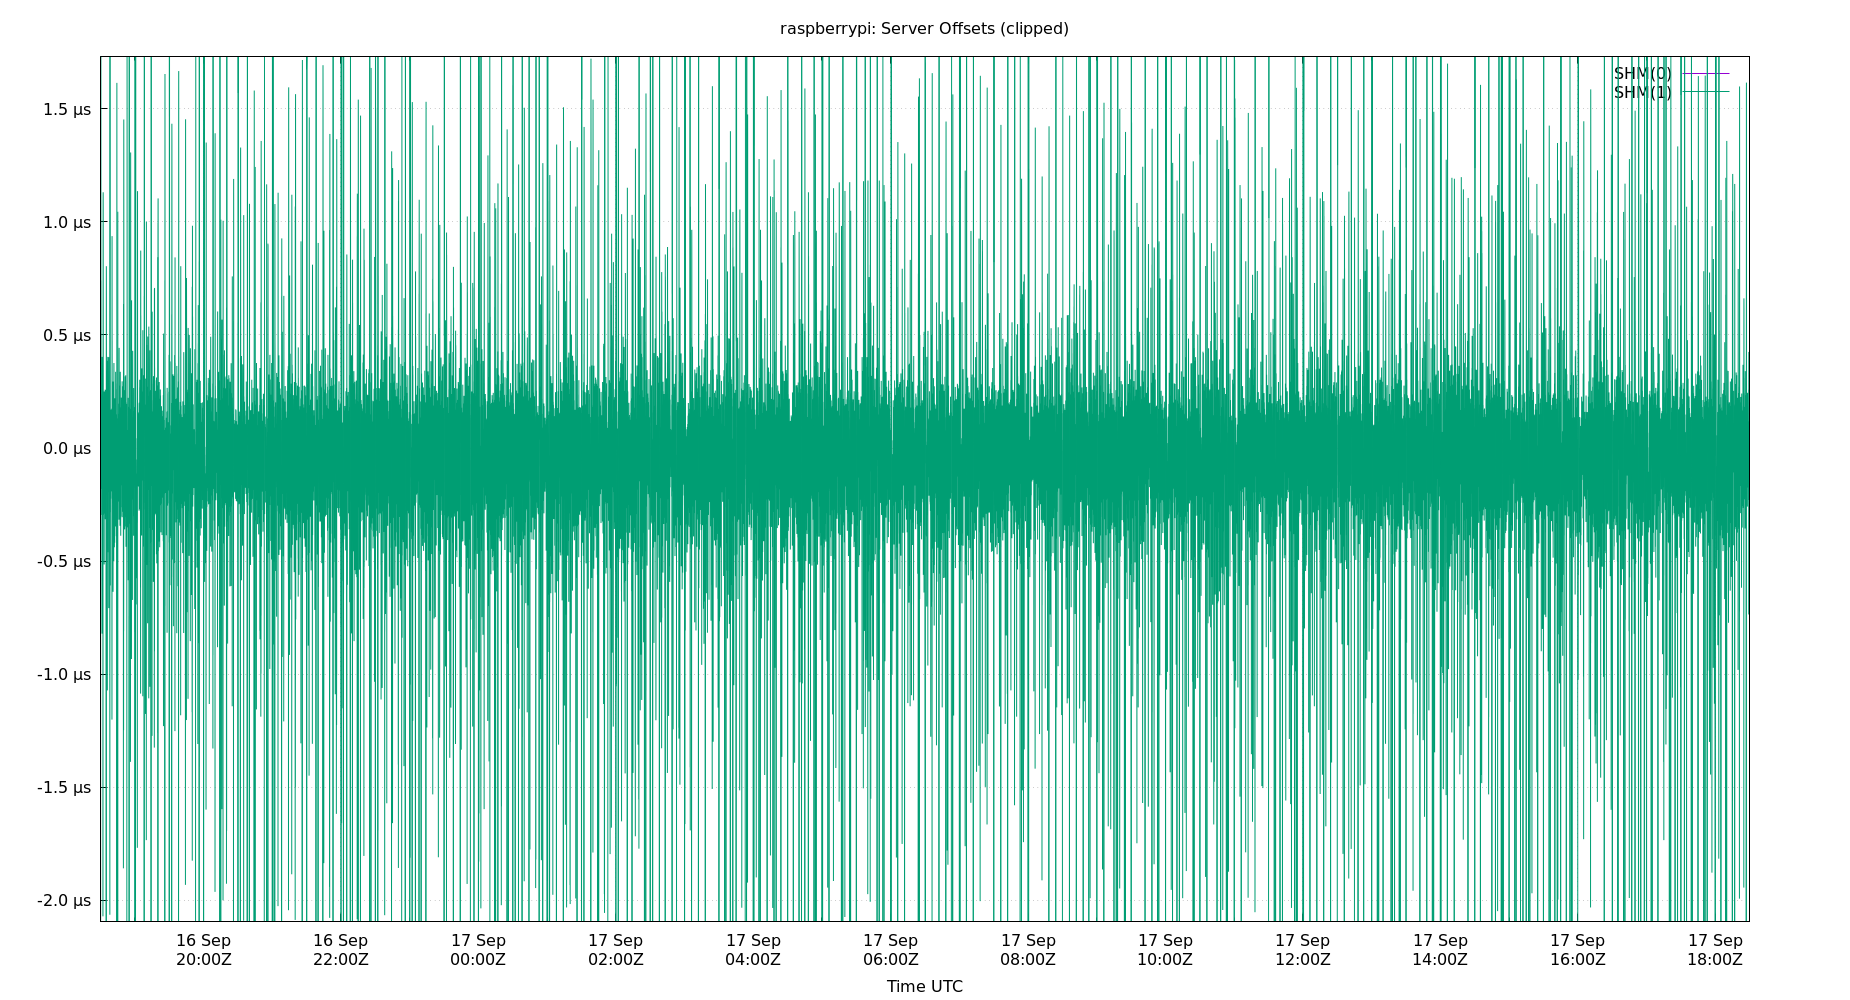 raspberrypi: Server Offsets (clipped)
SHM(0)
SHM(1)
1.5 µs
1.0 µs
0.5 µs
0.0 µs
-0.5 µs
-1.0 µs
-1.5 µs
-2.0 µs
16 Sep 16 Sep 17 Sep 17 Sep 17 Sep 17 Sep 17 Sep 17 Sep 17 Sep 17 Sep 17 Sep 17 Sep
20:00Z 22:00Z 00:00Z 02:00Z 04:00Z 06:00Z 08:00Z 10:00Z 12:00Z 14:00Z 16:00Z 18:00Z
Time UTC